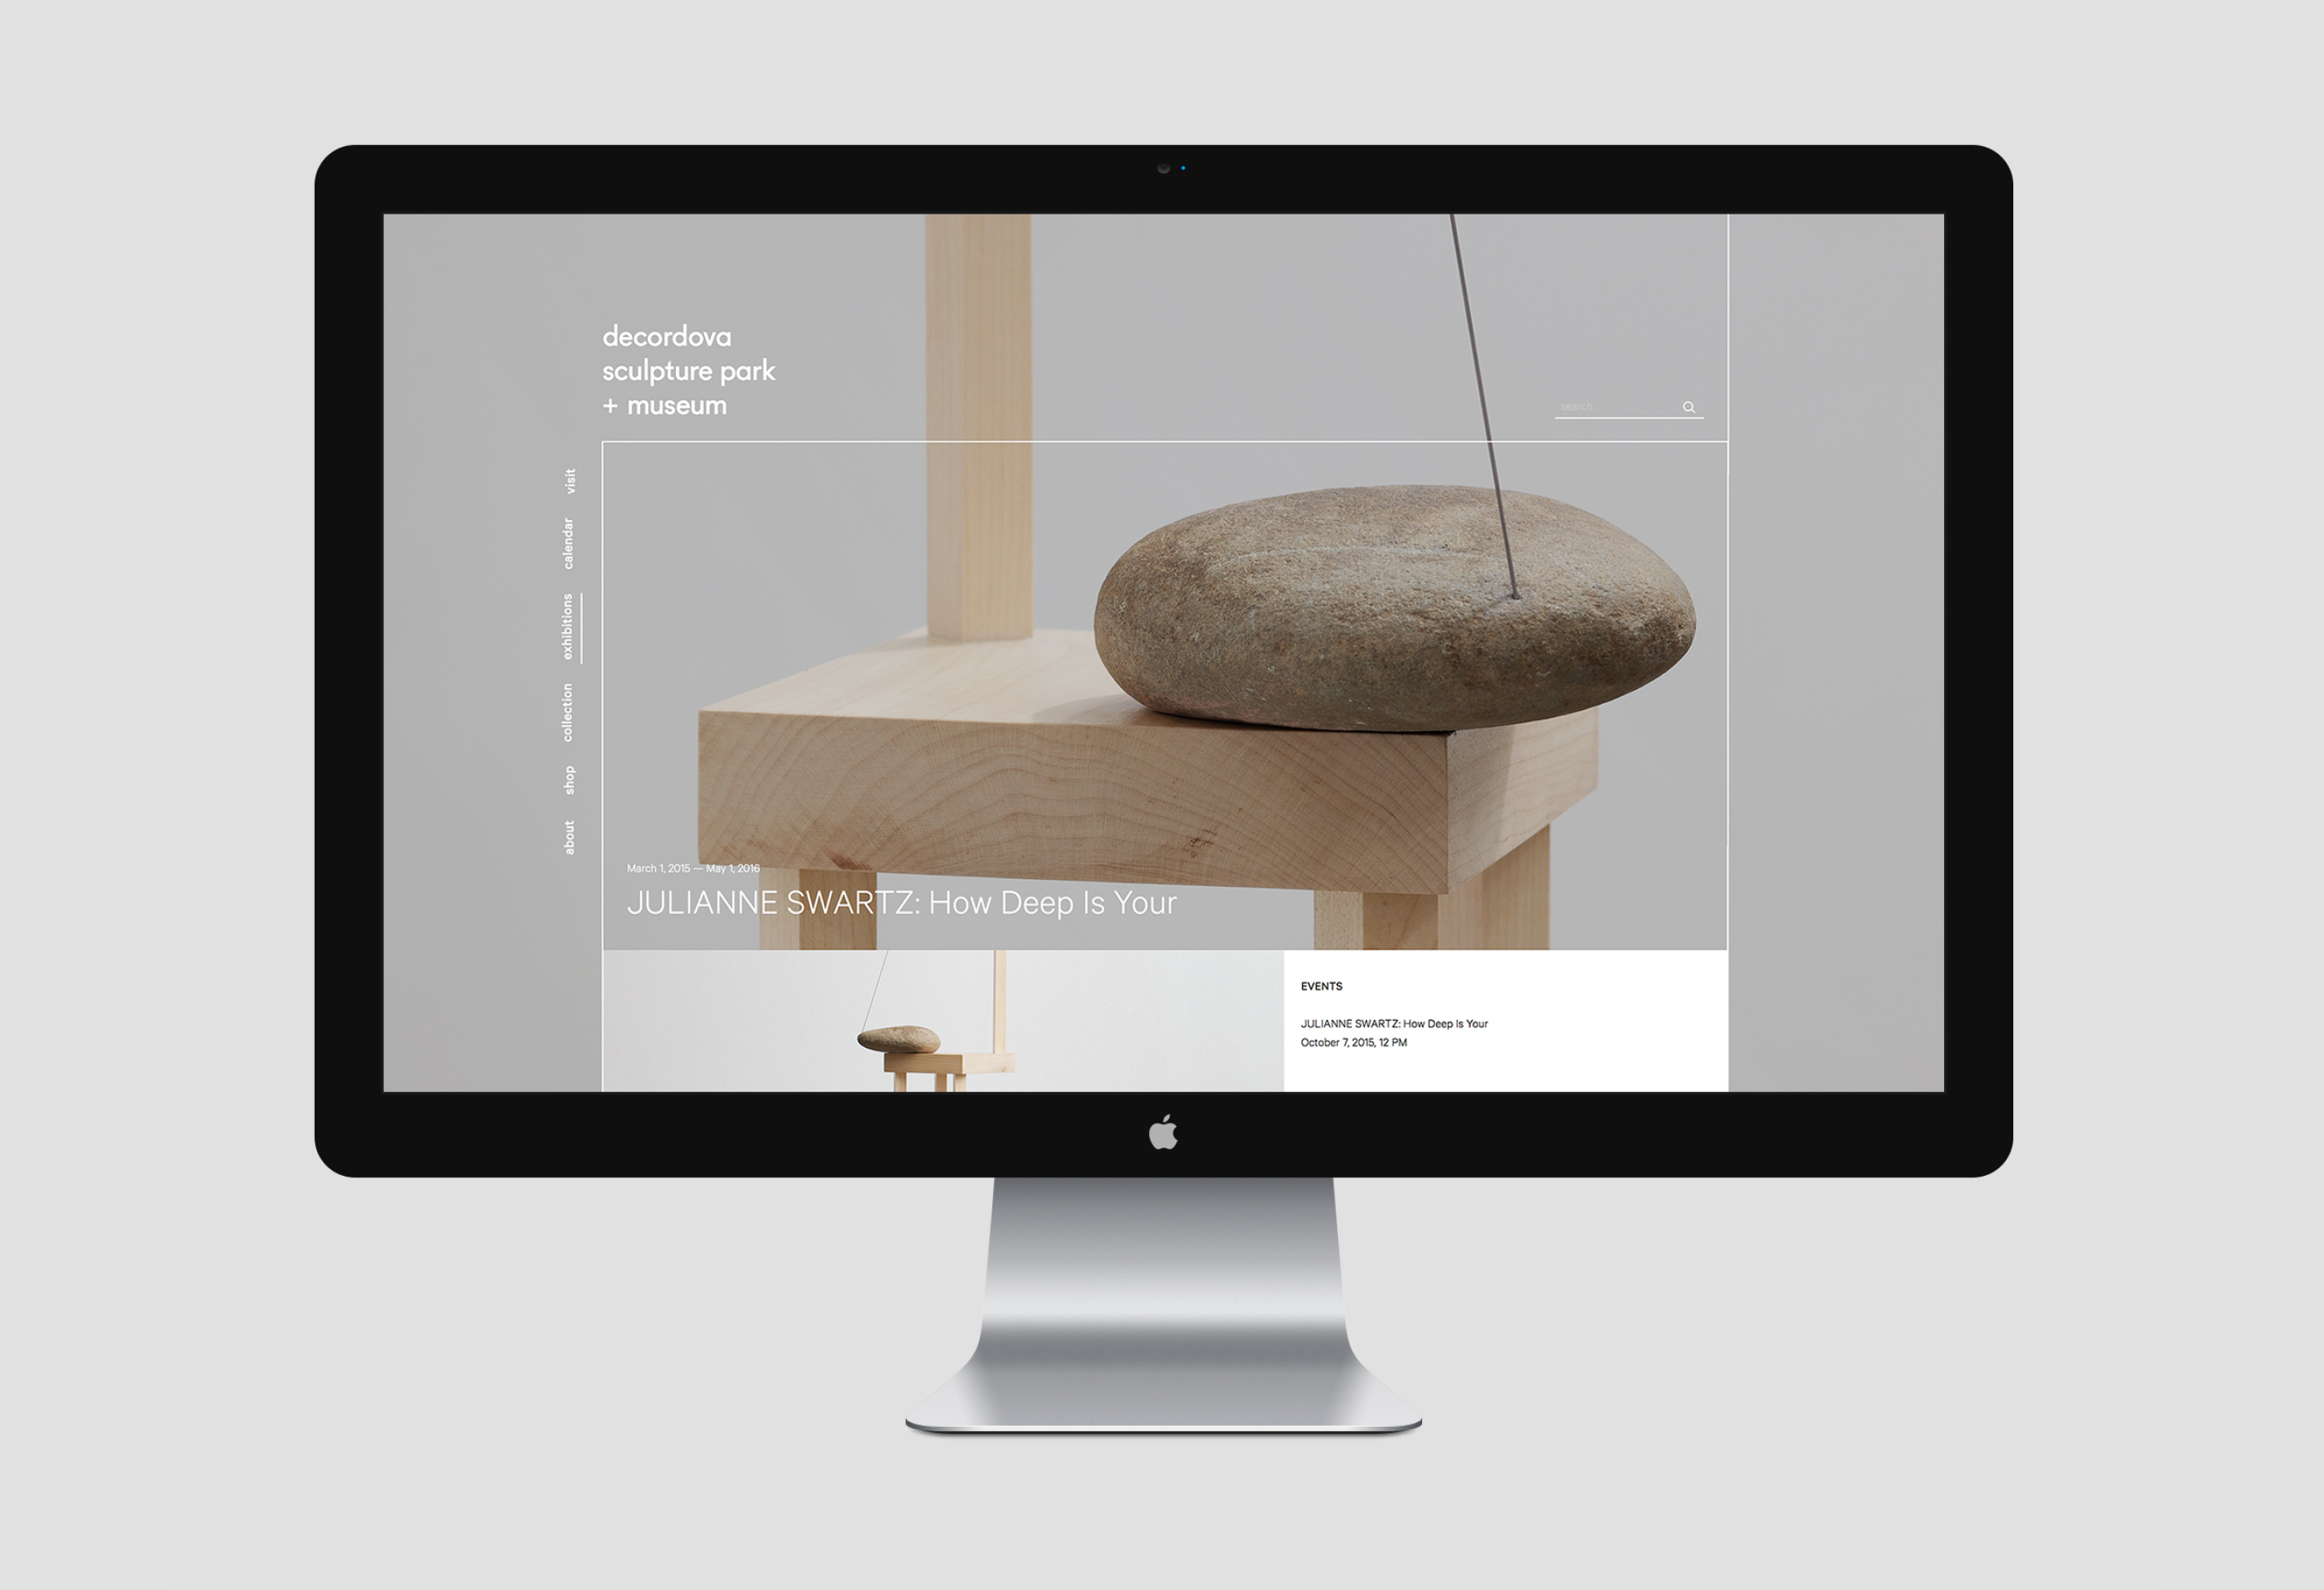 decordova
sculpture park
+ museum
search
visit
calendar
exhibitions
collection
shop
about
March 1, 2015 — May 1, 2016
JULIANNE SWARTZ: How Deep Is Your
EVENTS
JULIANNE SWARTZ: How Deep Is Your
October 7, 2015, 12 PM